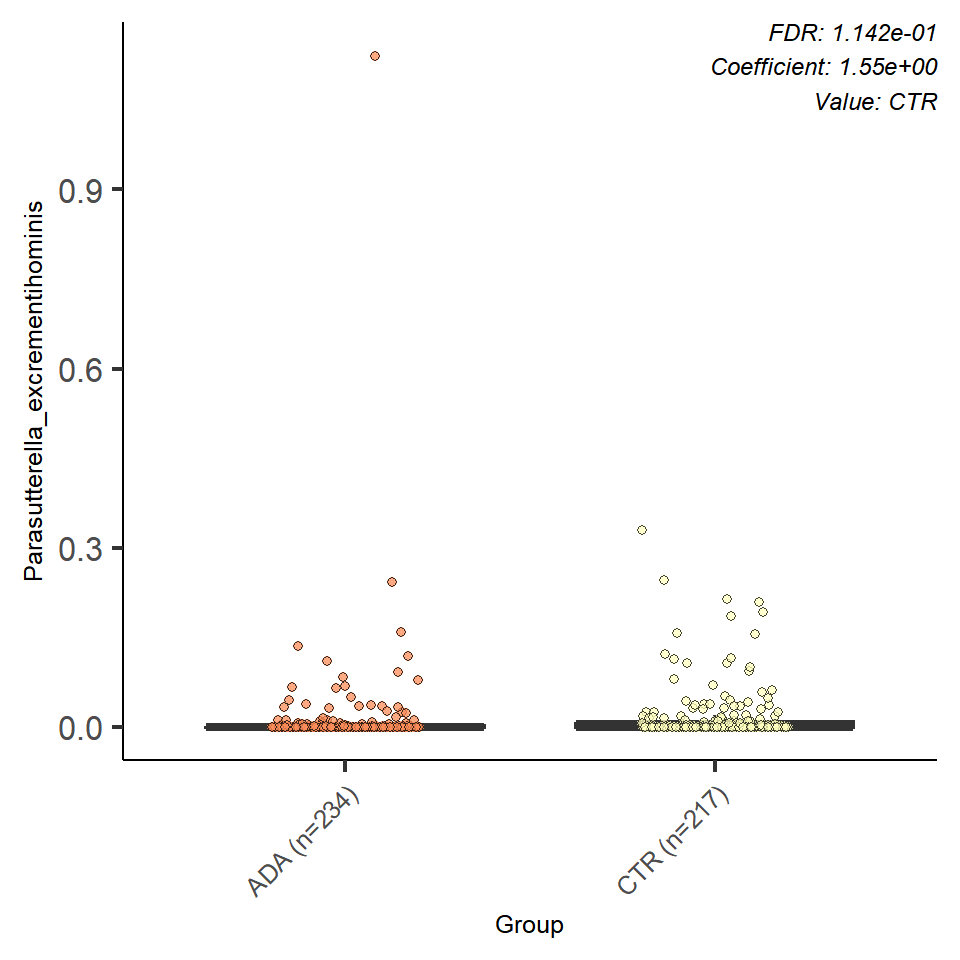 FDR: 1.142e-01
Coefficient: 1.55e+00
Value: CTR
Parasutterella_excrementihominis
0.9
0.6
0.3
0.0
ADA (n=234)
CTR (n=217)
Group